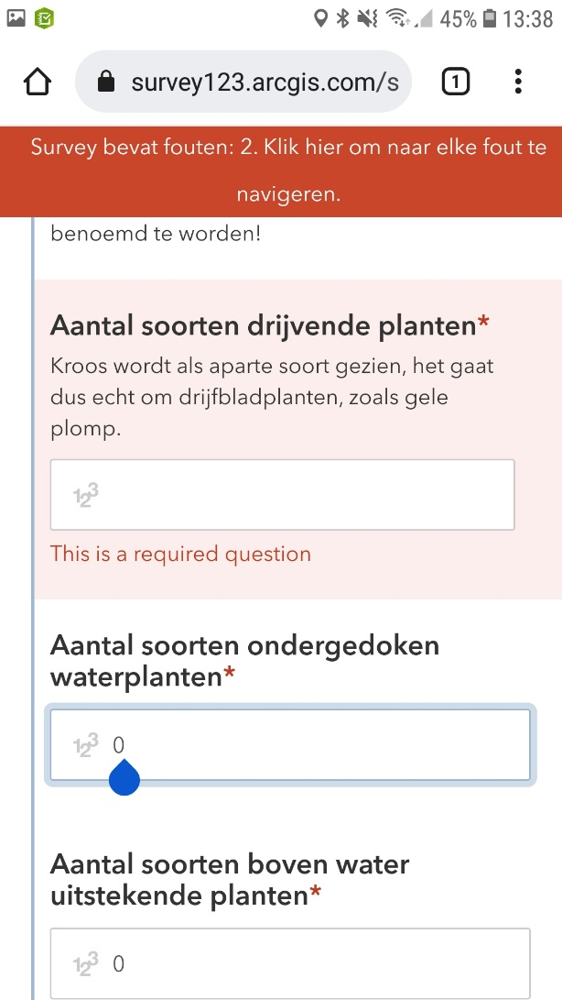 45% 13:38
survey123.arcgis.com/s
1
Survey bevat fouten: 2. Klik hier om naar elke fout te
navigeren.
benoemd te worden!
Aantal soorten drijvende planten*
Kroos wordt als aparte soort gezien, het gaat
dus echt om drijfbladplanten, zoals gele
plomp.
123
This is a required question
Aantal soorten ondergedoken
waterplanten*
123 0
Aantal soorten boven water
uitstekende planten*
123 0